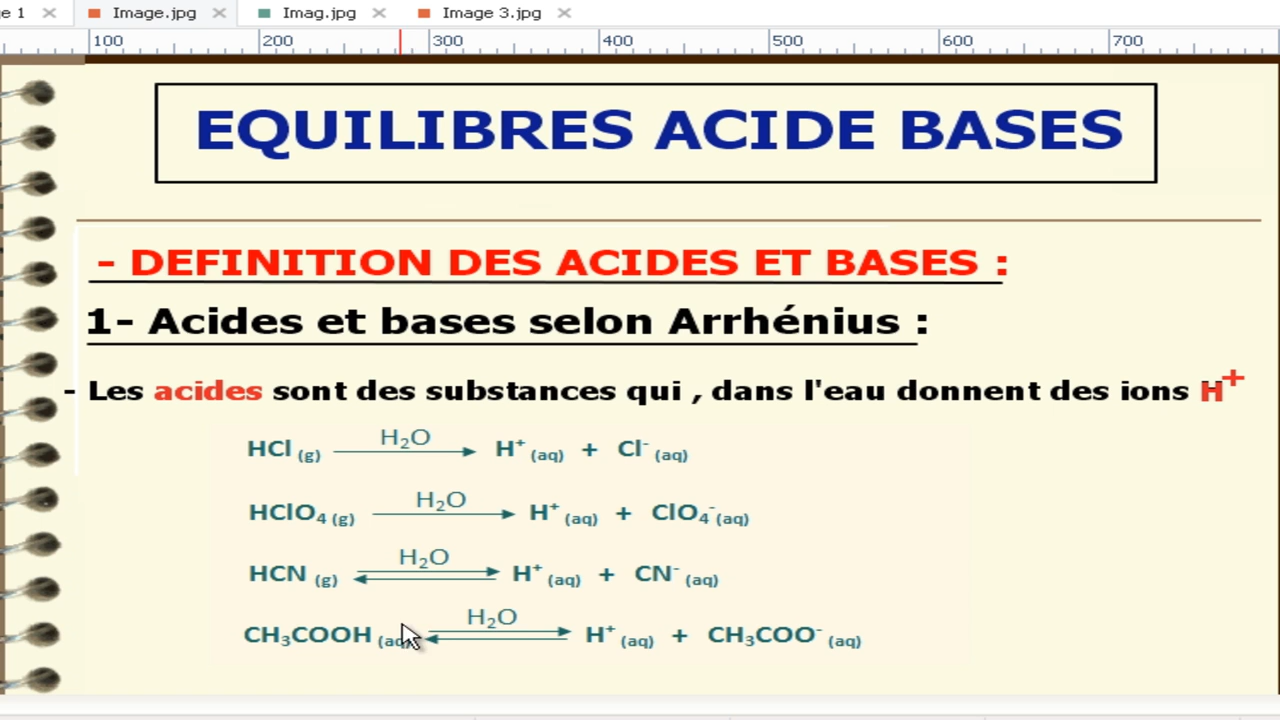 e 1 Image.jpg Imag.jpg Image 3.jpg
100 200 300 400 500 600 700
EQUILIBRES ACIDE BASES
- DEFINITION DES ACIDES ET BASES :
1- Acides et bases selon Arrhénius :
- Les acides sont des substances qui , dans l'eau donnent des ions H⁺
HCl (g) H₂O H⁺ (aq) + Cl⁻ (aq)
HClO₄ (g) H₂O H⁺ (aq) + ClO₄⁻ (aq)
HCN (g) H₂O H⁺ (aq) + CN⁻ (aq)
CH₃COOH (aq) H₂O H⁺ (aq) + CH₃COO⁻ (aq)